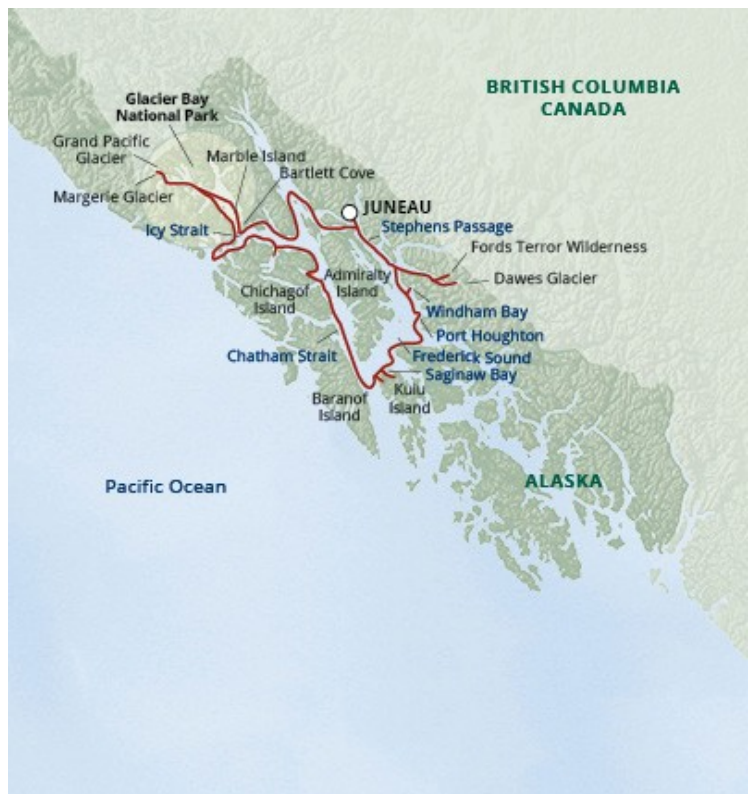 BRITISH COLUMBIA
CANADA
Glacier Bay
National Park
Grand Pacific
Glacier
Marble Island
Bartlett Cove
Margerie Glacier
JUNEAU
Icy Strait
Stephens Passage
Fords Terror Wilderness
Admiralty
Island
Dawes Glacier
Chichagof
Island
Windham Bay
Port Houghton
Chatham Strait
Frederick Sound
Saginaw Bay
Baranof
Island
Kuiu
Island
ALASKA
Pacific Ocean